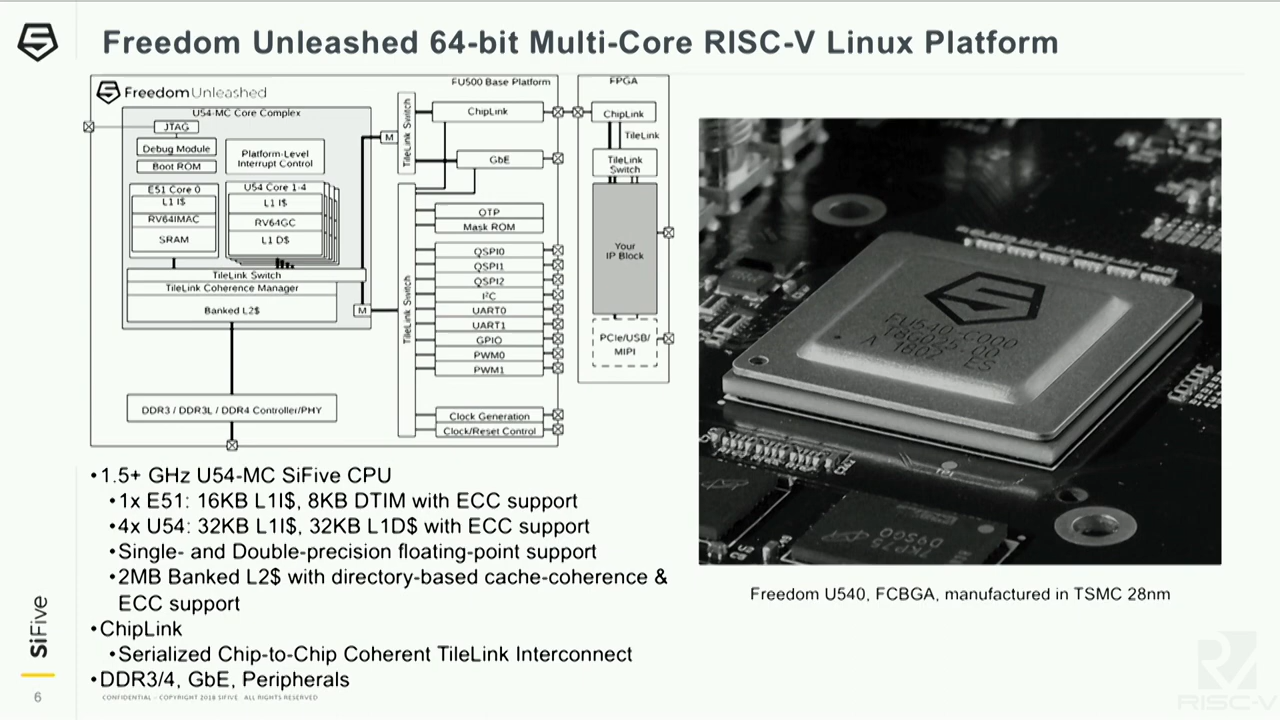 Freedom Unleashed 64-bit Multi-Core RISC-V Linux Platform
Freedom Unleashed
FU500 Base Platform
FPGA
U54-MC Core Complex
JTAG
Debug Module
Boot ROM
Platform-Level
Interrupt Control
E51 Core 0
L1 I$
RV64IMAC
SRAM
U54 Core 1-4
L1 I$
RV64GC
L1 D$
TileLink Switch
TileLink Coherence Manager
Banked L2$
DDR3 / DDR3L / DDR4 Controller/PHY
M
M
TileLink Switch
TileLink Switch
ChipLink
GbE
OTP
Mask ROM
QSPI0
QSPI1
QSPI2
I²C
UART0
UART1
GPIO
PWM0
PWM1
Clock Generation
Clock/Reset Control
ChipLink
TileLink
TileLink
Switch
Your
IP Block
PCIe/USB/
MIPI
FU540-C000
A 1802 ES
•1.5+ GHz U54-MC SiFive CPU
•1x E51: 16KB L1I$, 8KB DTIM with ECC support
•4x U54: 32KB L1I$, 32KB L1D$ with ECC support
•Single- and Double-precision floating-point support
•2MB Banked L2$ with directory-based cache-coherence &
ECC support
•ChipLink
•Serialized Chip-to-Chip Coherent TileLink Interconnect
•DDR3/4, GbE, Peripherals
Freedom U540, FCBGA, manufactured in TSMC 28nm
SiFive
6
CONFIDENTIAL - COPYRIGHT 2018 SIFIVE. ALL RIGHTS RESERVED
RISC-V